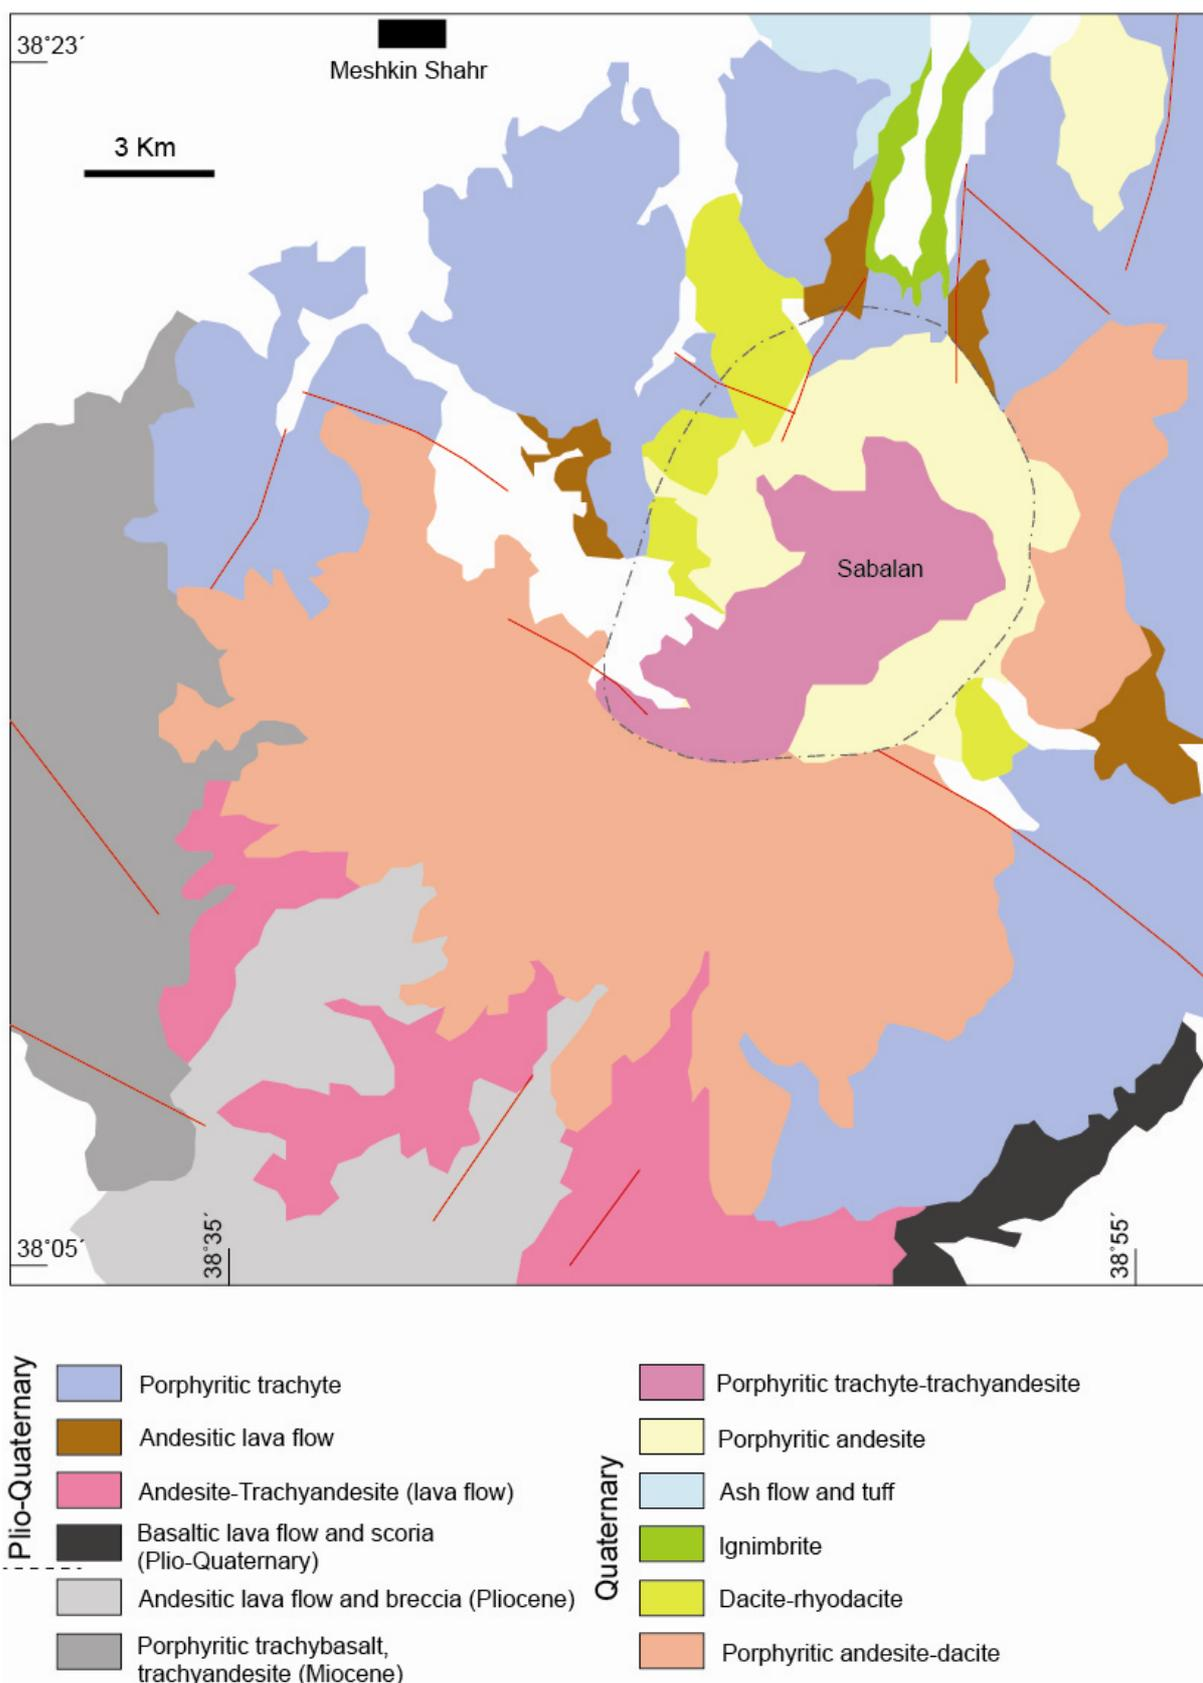 38°23´
Meshkin Shahr
3 Km
Sabalan
38°05´
38°35´
38°55´
Plio-Quaternary
Porphyritic trachyte
Andesitic lava flow
Andesite-Trachyandesite (lava flow)
Basaltic lava flow and scoria
(Plio-Quaternary)
Andesitic lava flow and breccia (Pliocene)
Porphyritic trachybasalt,
trachyandesite (Miocene)
Quaternary
Porphyritic trachyte-trachyandesite
Porphyritic andesite
Ash flow and tuff
Ignimbrite
Dacite-rhyodacite
Porphyritic andesite-dacite